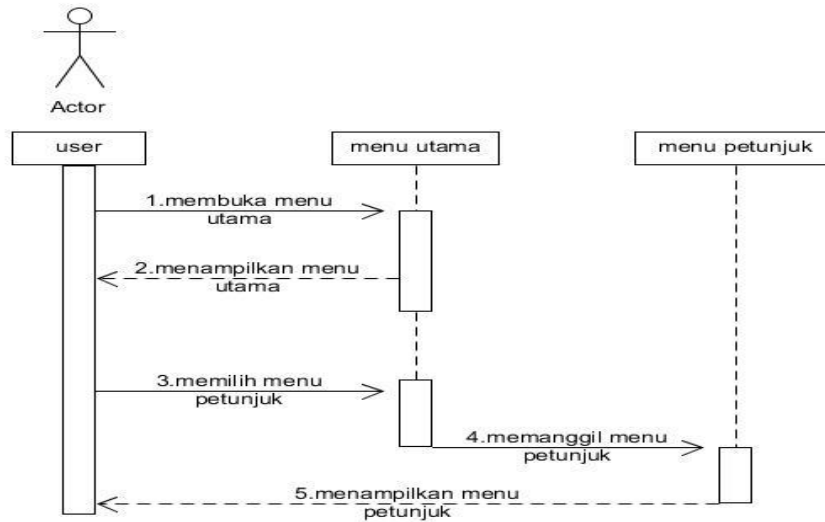 Actor
user
menu utama
menu petunjuk
1.membuka menu
utama
2.menampilkan menu
utama
3.memilih menu
petunjuk
4.memanggil menu
petunjuk
5.menampilkan menu
petunjuk